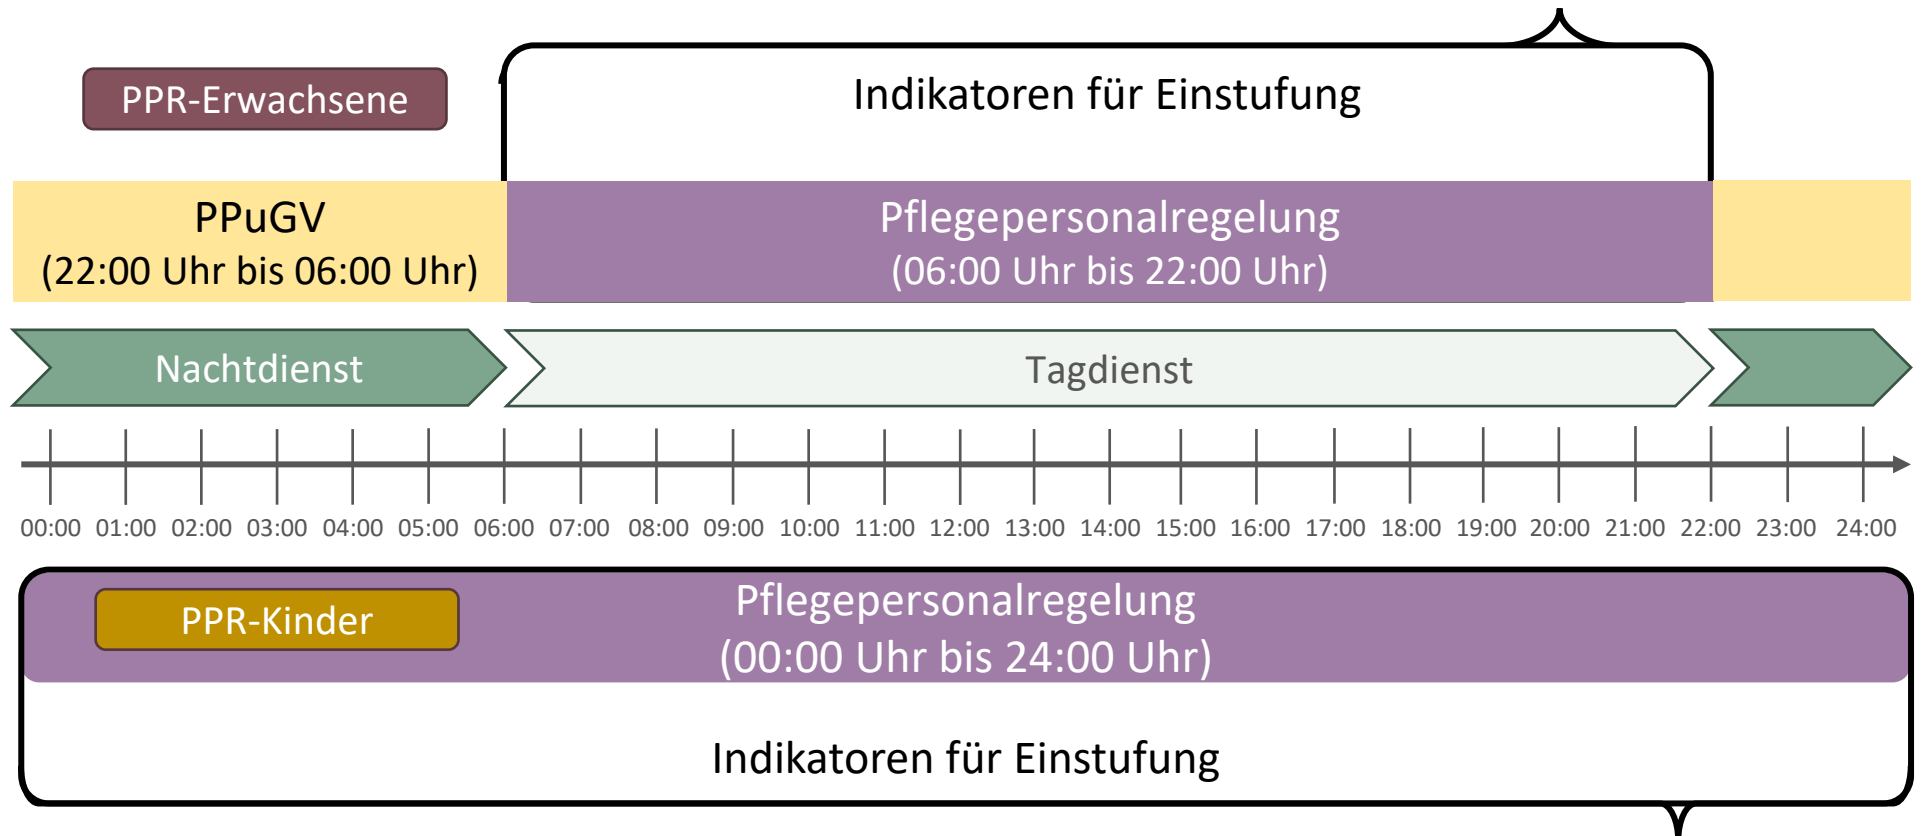 PPR-Erwachsene
Indikatoren für Einstufung
PPuGV
(22:00 Uhr bis 06:00 Uhr)
Pflegepersonalregelung
(06:00 Uhr bis 22:00 Uhr)
Nachtdienst
Tagdienst
00:00 01:00 02:00 03:00 04:00 05:00 06:00 07:00 08:00 09:00 10:00 11:00 12:00 13:00 14:00 15:00 16:00 17:00 18:00 19:00 20:00 21:00 22:00 23:00 24:00
PPR-Kinder
Pflegepersonalregelung
(00:00 Uhr bis 24:00 Uhr)
Indikatoren für Einstufung